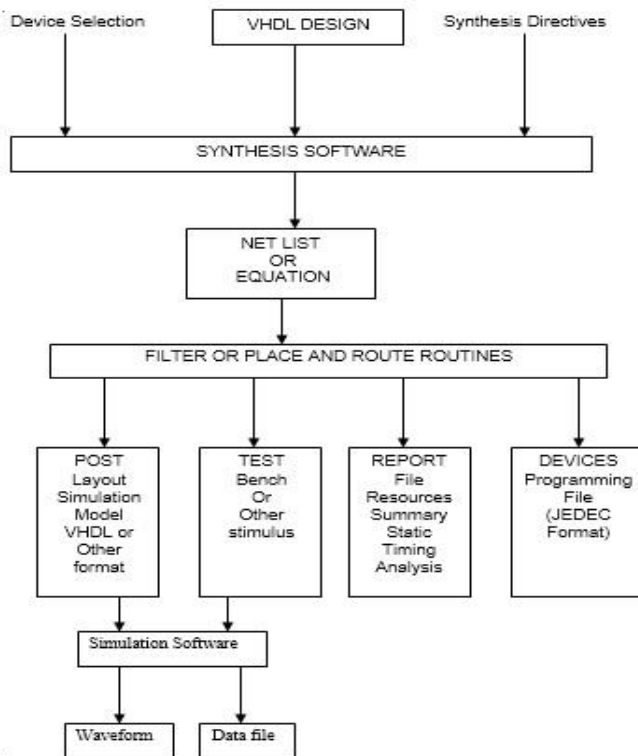 Device Selection
VHDL DESIGN
Synthesis Directives
SYNTHESIS SOFTWARE
NET LIST
OR
EQUATION
FILTER OR PLACE AND ROUTE ROUTINES
POST
Layout
Simulation
Model
VHDL or
Other
format
TEST
Bench
Or
Other
stimulus
REPORT
File
Resources
Summary
Static
Timing
Analysis
DEVICES
Programming
File
(JEDEC
Format)
Simulation Software
Waveform
Data file